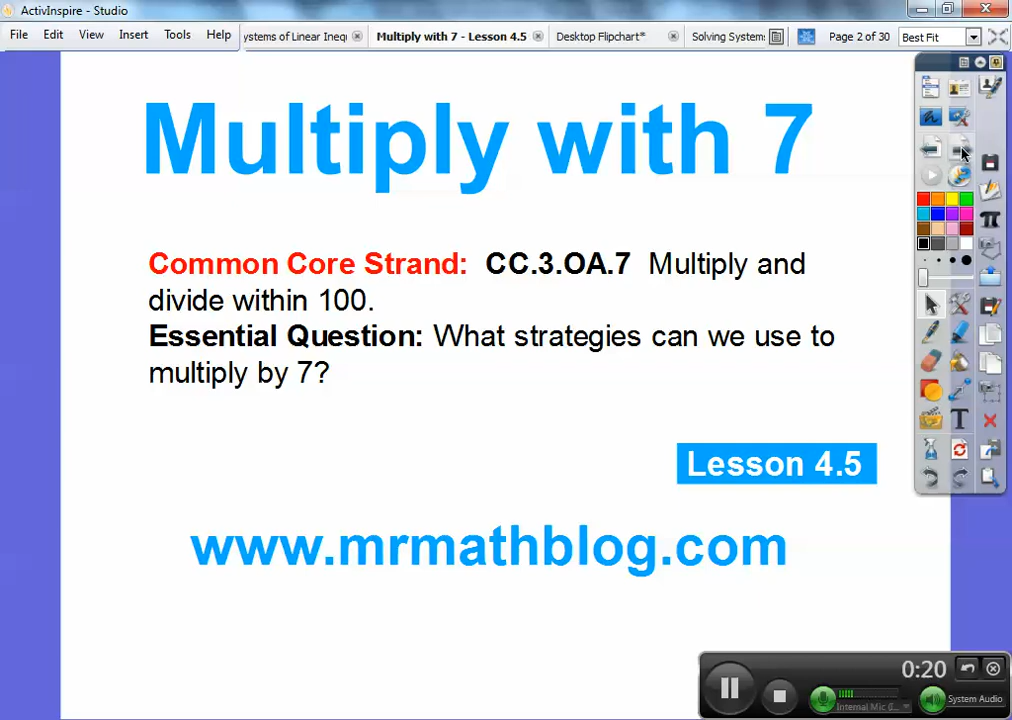 ActivInspire - Studio
File Edit View Insert Tools Help
ystems of Linear Inequ
Multiply with 7 - Lesson 4.5
Desktop Flipchart*
Solving System:
Page 2 of 30
Best Fit
Multiply with 7
Common Core Strand: CC.3.OA.7 Multiply and
divide within 100.
Essential Question: What strategies can we use to
multiply by 7?
Lesson 4.5
www.mrmathblog.com
0:20
Internal Mic (I...
System Audio